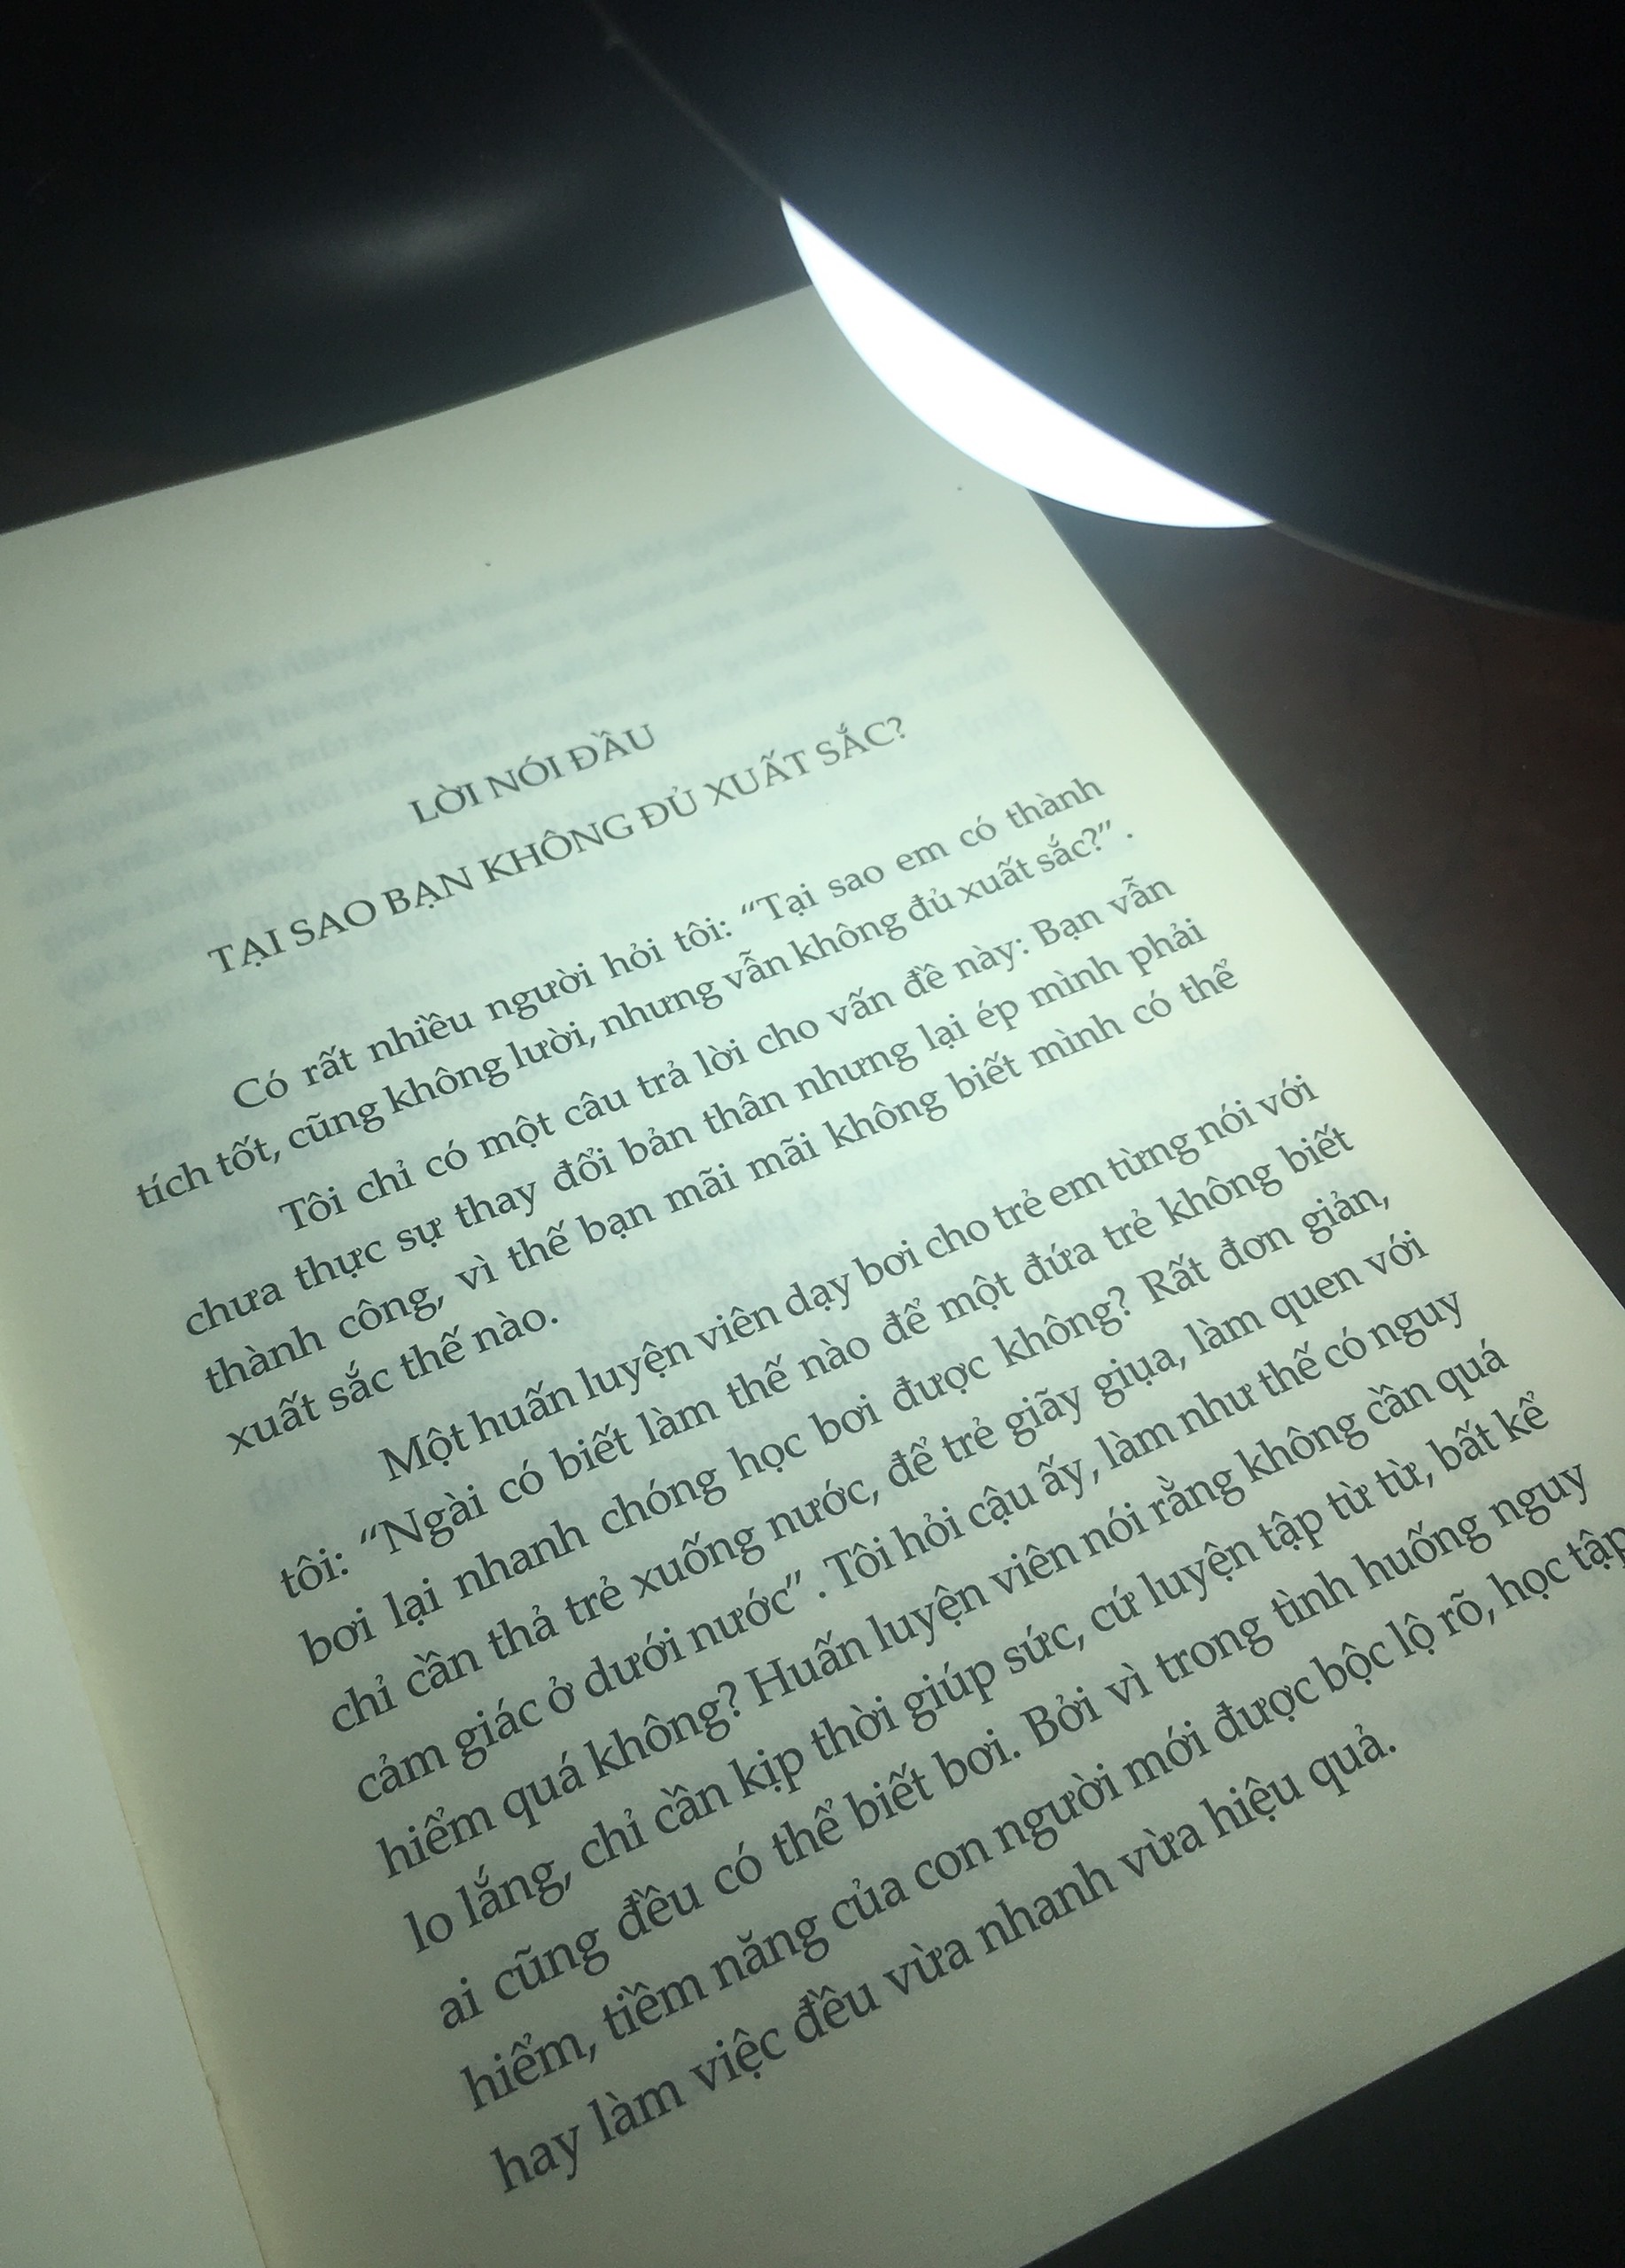 LỜI NÓI ĐẦU
TẠI SAO BẠN KHÔNG ĐỦ XUẤT SẮC?
Có rất nhiều người hỏi tôi: “Tại sao em có thành
tích tốt, cũng không lười, nhưng vẫn không đủ xuất sắc?” .
Tôi chỉ có một câu trả lời cho vấn đề này: Bạn vẫn
chưa thực sự thay đổi bản thân nhưng lại ép mình phải
thành công, vì thế bạn mãi mãi không biết mình có thể
xuất sắc thế nào.
Một huấn luyện viên dạy bơi cho trẻ em từng nói với
tôi: “Ngài có biết làm thế nào để một đứa trẻ không biết
bơi lại nhanh chóng học bơi được không? Rất đơn giản,
chỉ cần thả trẻ xuống nước, để trẻ giãy giụa, làm quen với
cảm giác ở dưới nước” . Tôi hỏi cậu ấy, làm như thế có nguy
hiểm quá không? Huấn luyện viên nói rằng không cần quá
lo lắng, chỉ cần kịp thời giúp sức, cứ luyện tập từ từ, bất kể
ai cũng đều có thể biết bơi. Bởi vì trong tình huống nguy
hiểm, tiềm năng của con người mới được bộc lộ rõ, học tập
hay làm việc đều vừa nhanh vừa hiệu quả.